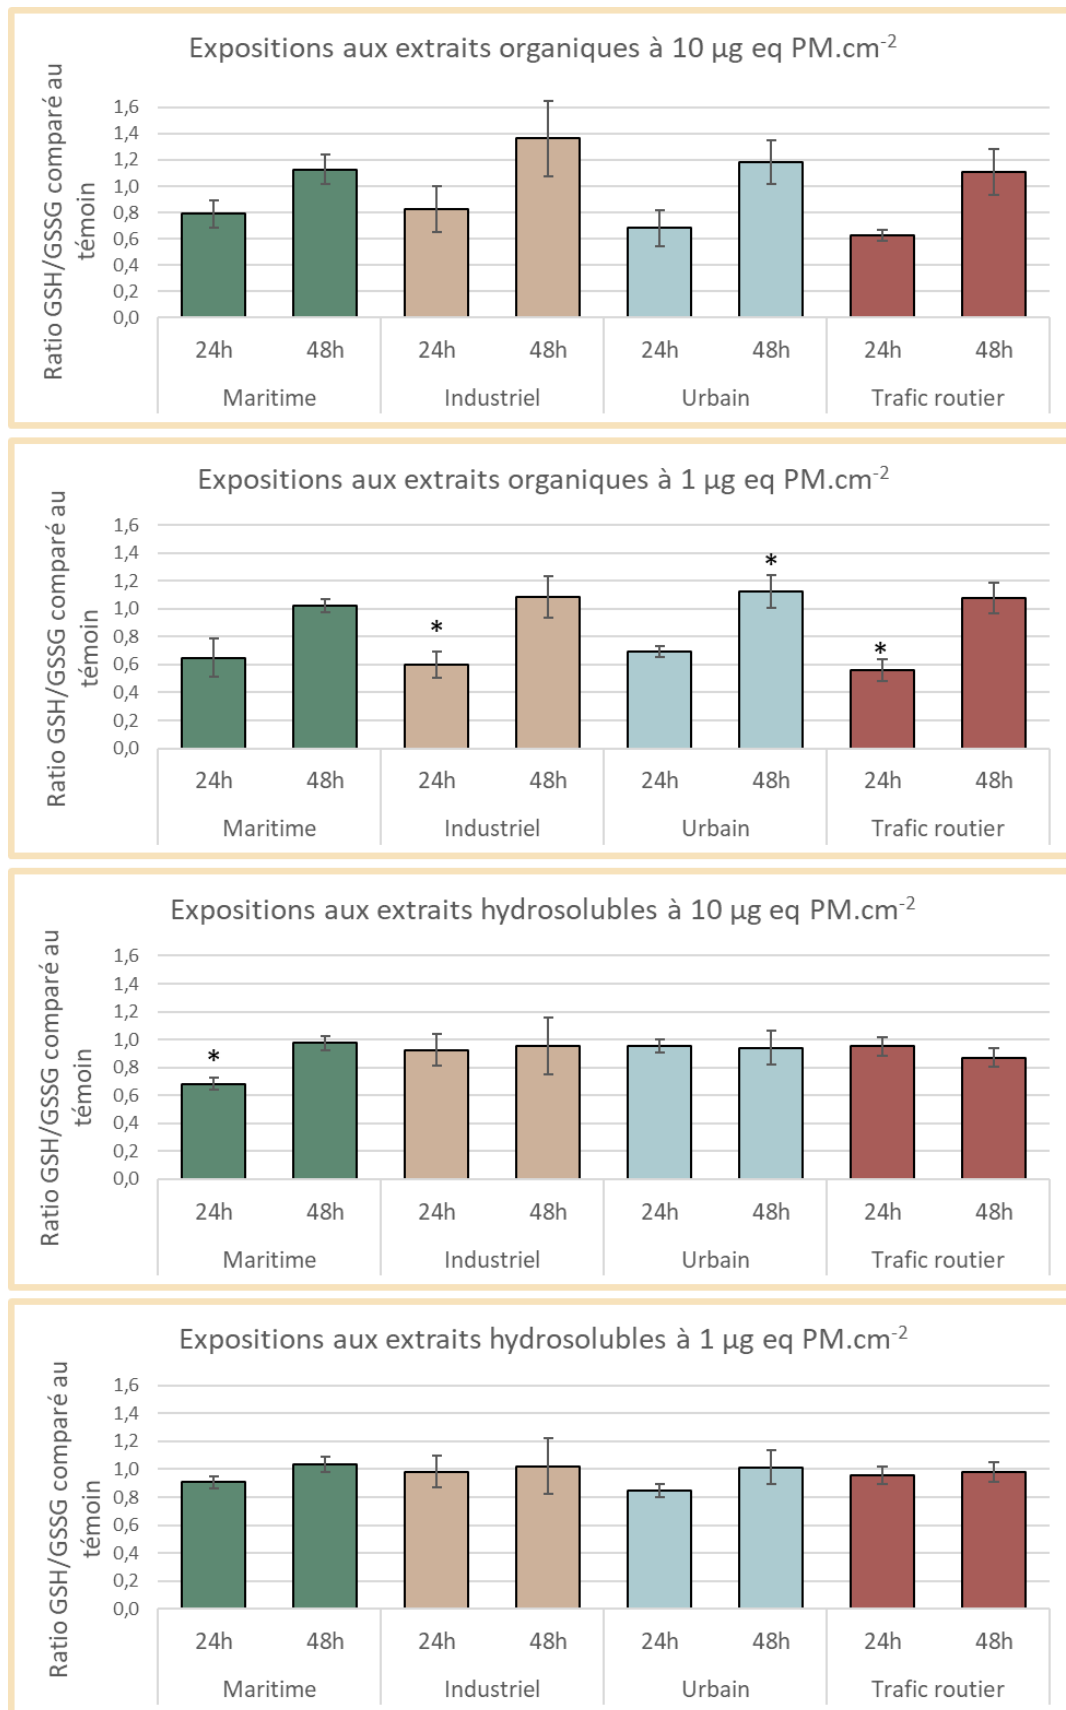 Expositions aux extraits organiques à 10 µg eq PM.cm⁻²
Ratio GSH/GSSG comparé au
témoin
1,6
1,4
1,2
1,0
0,8
0,6
0,4
0,2
0,0
24h 48h 24h 48h 24h 48h 24h 48h
Maritime Industriel Urbain Trafic routier
Expositions aux extraits organiques à 1 µg eq PM.cm⁻²
Ratio GSH/GSSG comparé au
témoin
1,6
1,4
1,2
1,0
0,8
0,6
0,4
0,2
0,0
* * *
24h 48h 24h 48h 24h 48h 24h 48h
Maritime Industriel Urbain Trafic routier
Expositions aux extraits hydrosolubles à 10 µg eq PM.cm⁻²
Ratio GSH/GSSG comparé au
témoin
1,6
1,4
1,2
1,0
0,8
0,6
0,4
0,2
0,0
*
24h 48h 24h 48h 24h 48h 24h 48h
Maritime Industriel Urbain Trafic routier
Expositions aux extraits hydrosolubles à 1 µg eq PM.cm⁻²
Ratio GSH/GSSG comparé au
témoin
1,6
1,4
1,2
1,0
0,8
0,6
0,4
0,2
0,0
24h 48h 24h 48h 24h 48h 24h 48h
Maritime Industriel Urbain Trafic routier